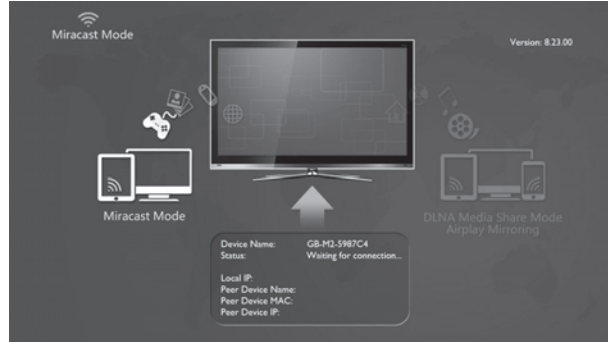 Miracast Mode
Version: 8.23.00
Miracast Mode
DLNA Media Share Mode
Airplay Mirroring
Device Name: GB-M2-5987C4
Status: Waiting for connection...
Local IP:
Peer Device Name:
Peer Device MAC:
Peer Device IP: